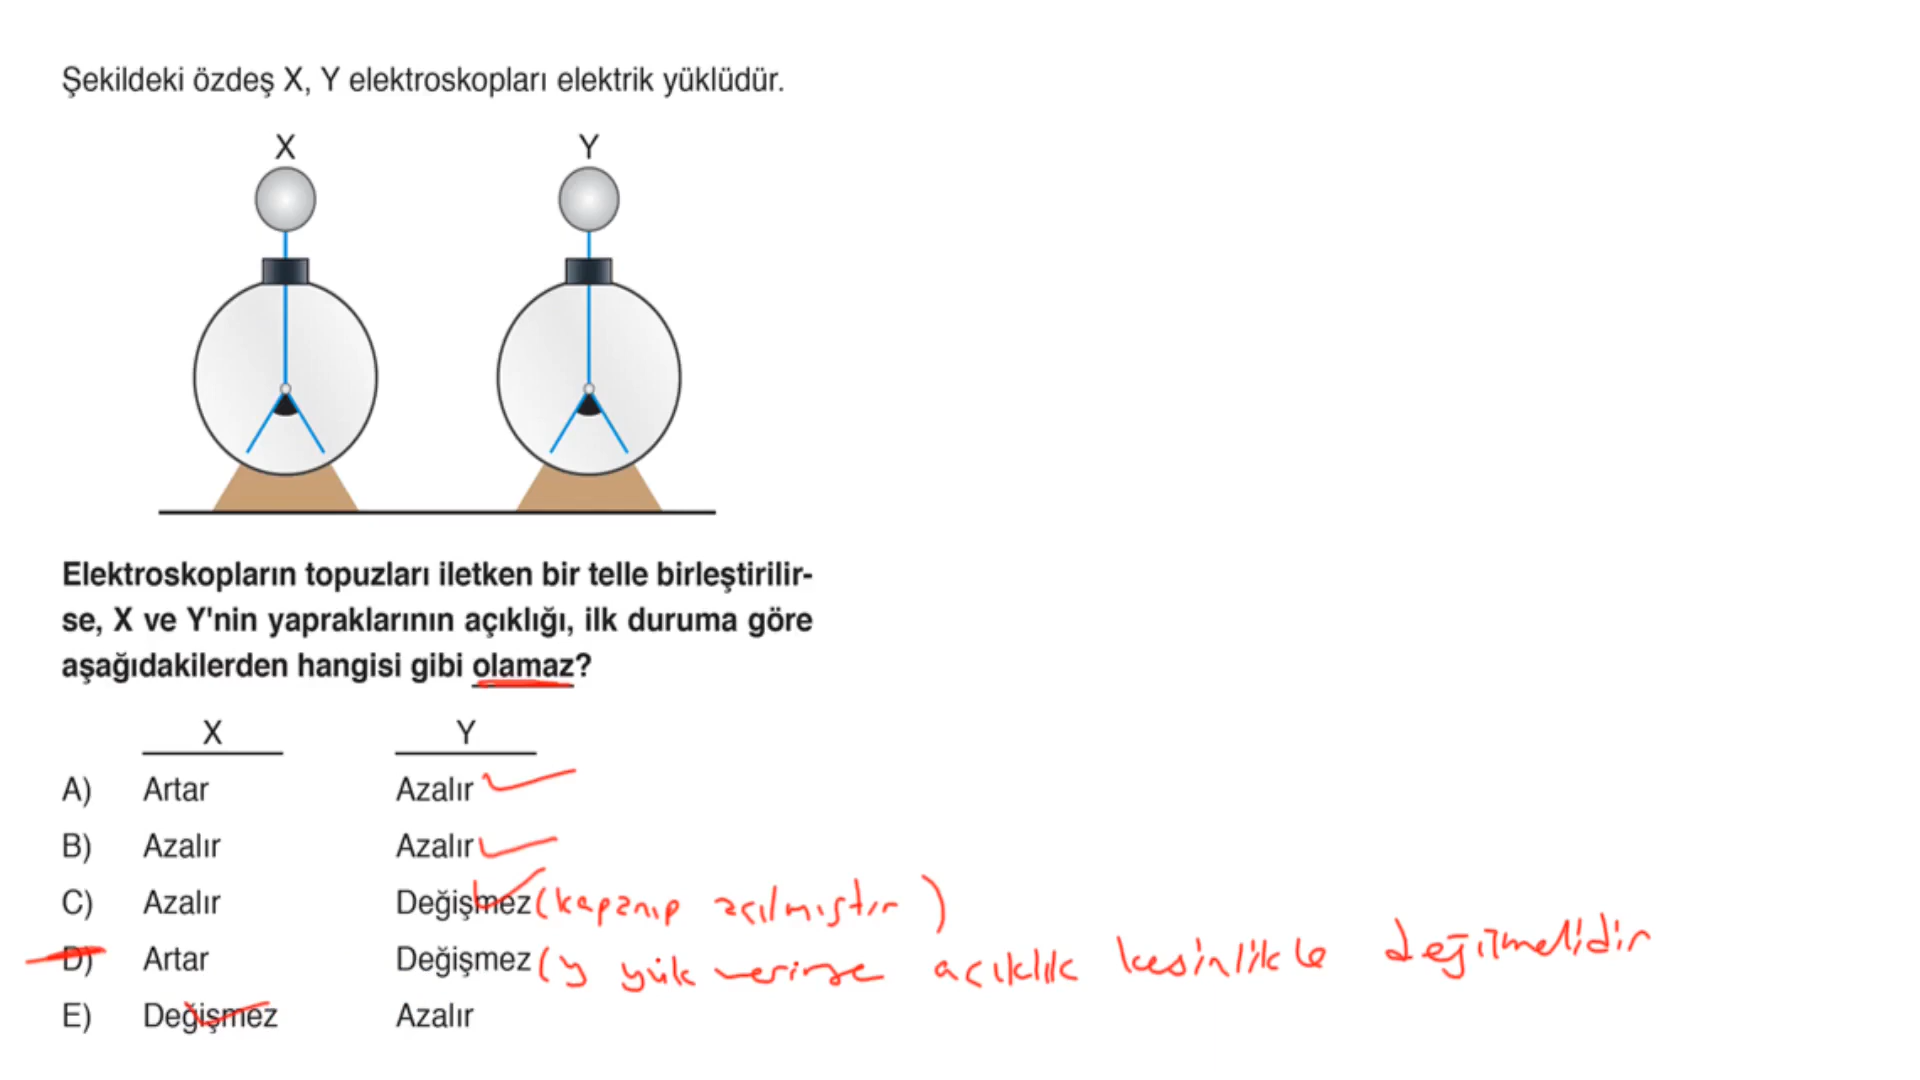 Şekildeki özdeş X, Y elektroskopları elektrik yüklüdür.
X Y
Elektroskopların topuzları iletken bir telle birleştirilir-
se, X ve Y'nin yapraklarının açıklığı, ilk duruma göre
aşağıdakilerden hangisi gibi olamaz?
X Y
A) Artar Azalır
B) Azalır Azalır
C) Azalır Değişmez (kapanıp açılmıştır)
D) Artar Değişmez (y yük verirse açıklık kesinlikle değişmelidir
E) Değişmez Azalır